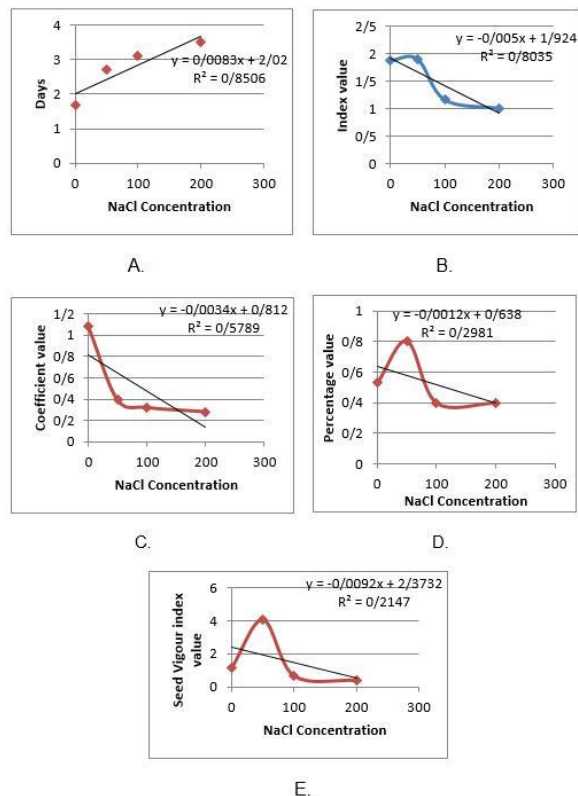 4
3
2
1
0
Days
y = 0/0083x + 2/02
R² = 0/8506
0 100 200 300
NaCl Concentration
A.
2/5
2
1/5
1
0/5
0
Index value
y = -0/005x + 1/924
R² = 0/8035
0 100 200 300
NaCl Concentration
B.
1/2
1
0/8
0/6
0/4
0/2
0
Coefficient value
y = -0/0034x + 0/812
R² = 0/5789
0 100 200 300
NaCl Concentration
C.
1
0/8
0/6
0/4
0/2
0
Percentage value
y = -0/0012x + 0/638
R² = 0/2981
0 100 200 300
NaCl Concentration
D.
6
4
2
0
Seed Vigour index
value
y = -0/0092x + 2/3732
R² = 0/2147
0 100 200 300
NaCl Concentration
E.